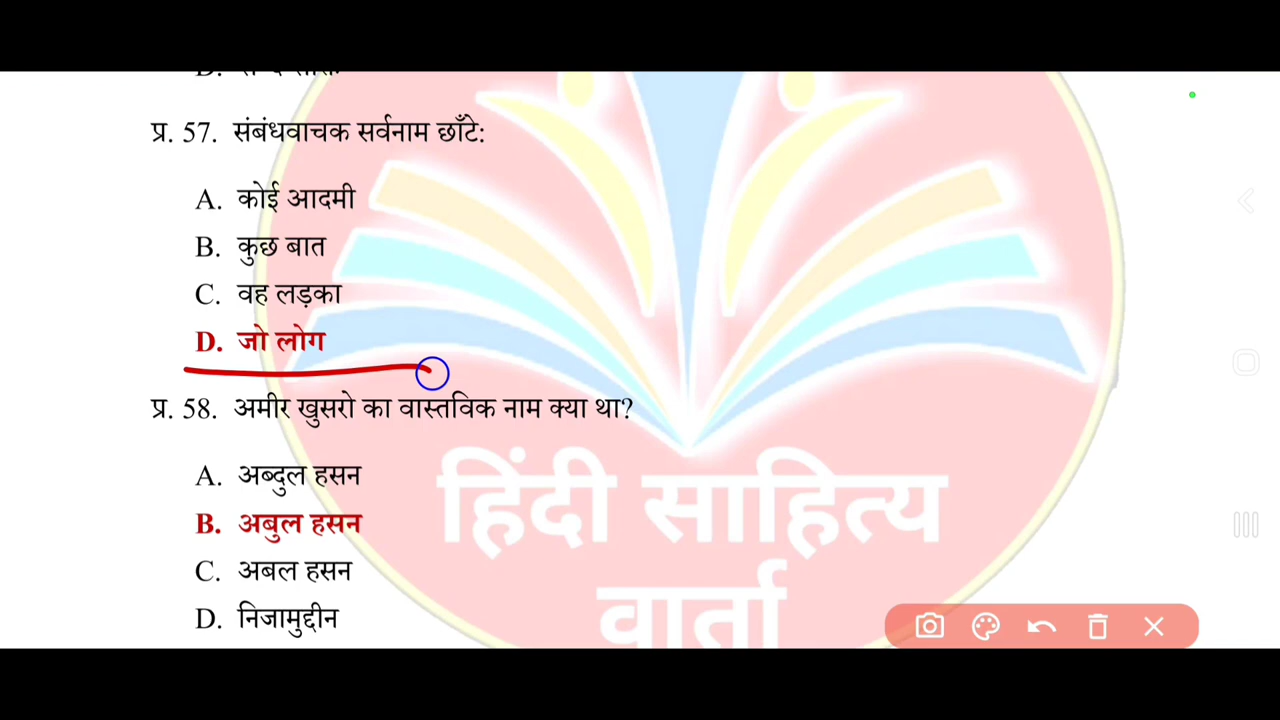 प्र. 57. संबंधवाचक सर्वनाम छाँटे:
A. कोई आदमी
B. कुछ बात
C. वह लड़का
D. जो लोग
प्र. 58. अमीर खुसरो का वास्तविक नाम क्या था?
A. अब्दुल हसन
B. अबुल हसन
C. अबल हसन
D. निजामुद्दीन
हिंदी साहित्य
वार्ता